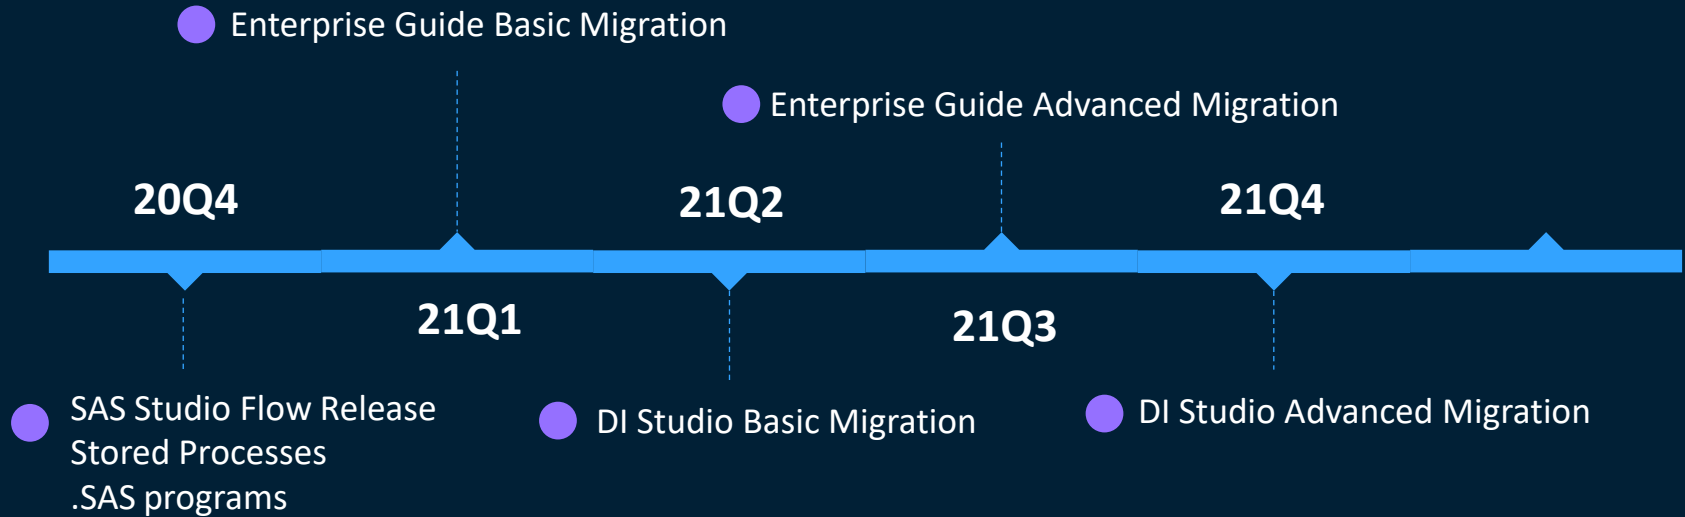 Enterprise Guide Basic Migration
Enterprise Guide Advanced Migration
20Q4
21Q2
21Q4
21Q1
21Q3
SAS Studio Flow Release
Stored Processes
.SAS programs
DI Studio Basic Migration
DI Studio Advanced Migration